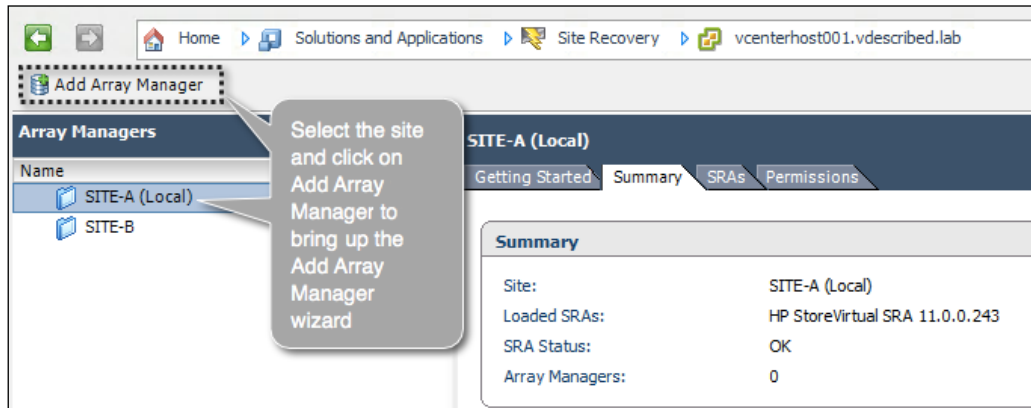 Home Solutions and Applications Site Recovery vcenterhost001.vdescribed.lab
Add Array Manager
Array Managers
Name
SITE-A (Local)
SITE-B
Select the site
and click on
Add Array
Manager to
bring up the
Add Array
Manager
wizard
SITE-A (Local)
Getting Started Summary SRAs Permissions
Summary
Site: SITE-A (Local)
Loaded SRAs: HP StoreVirtual SRA 11.0.0.243
SRA Status: OK
Array Managers: 0